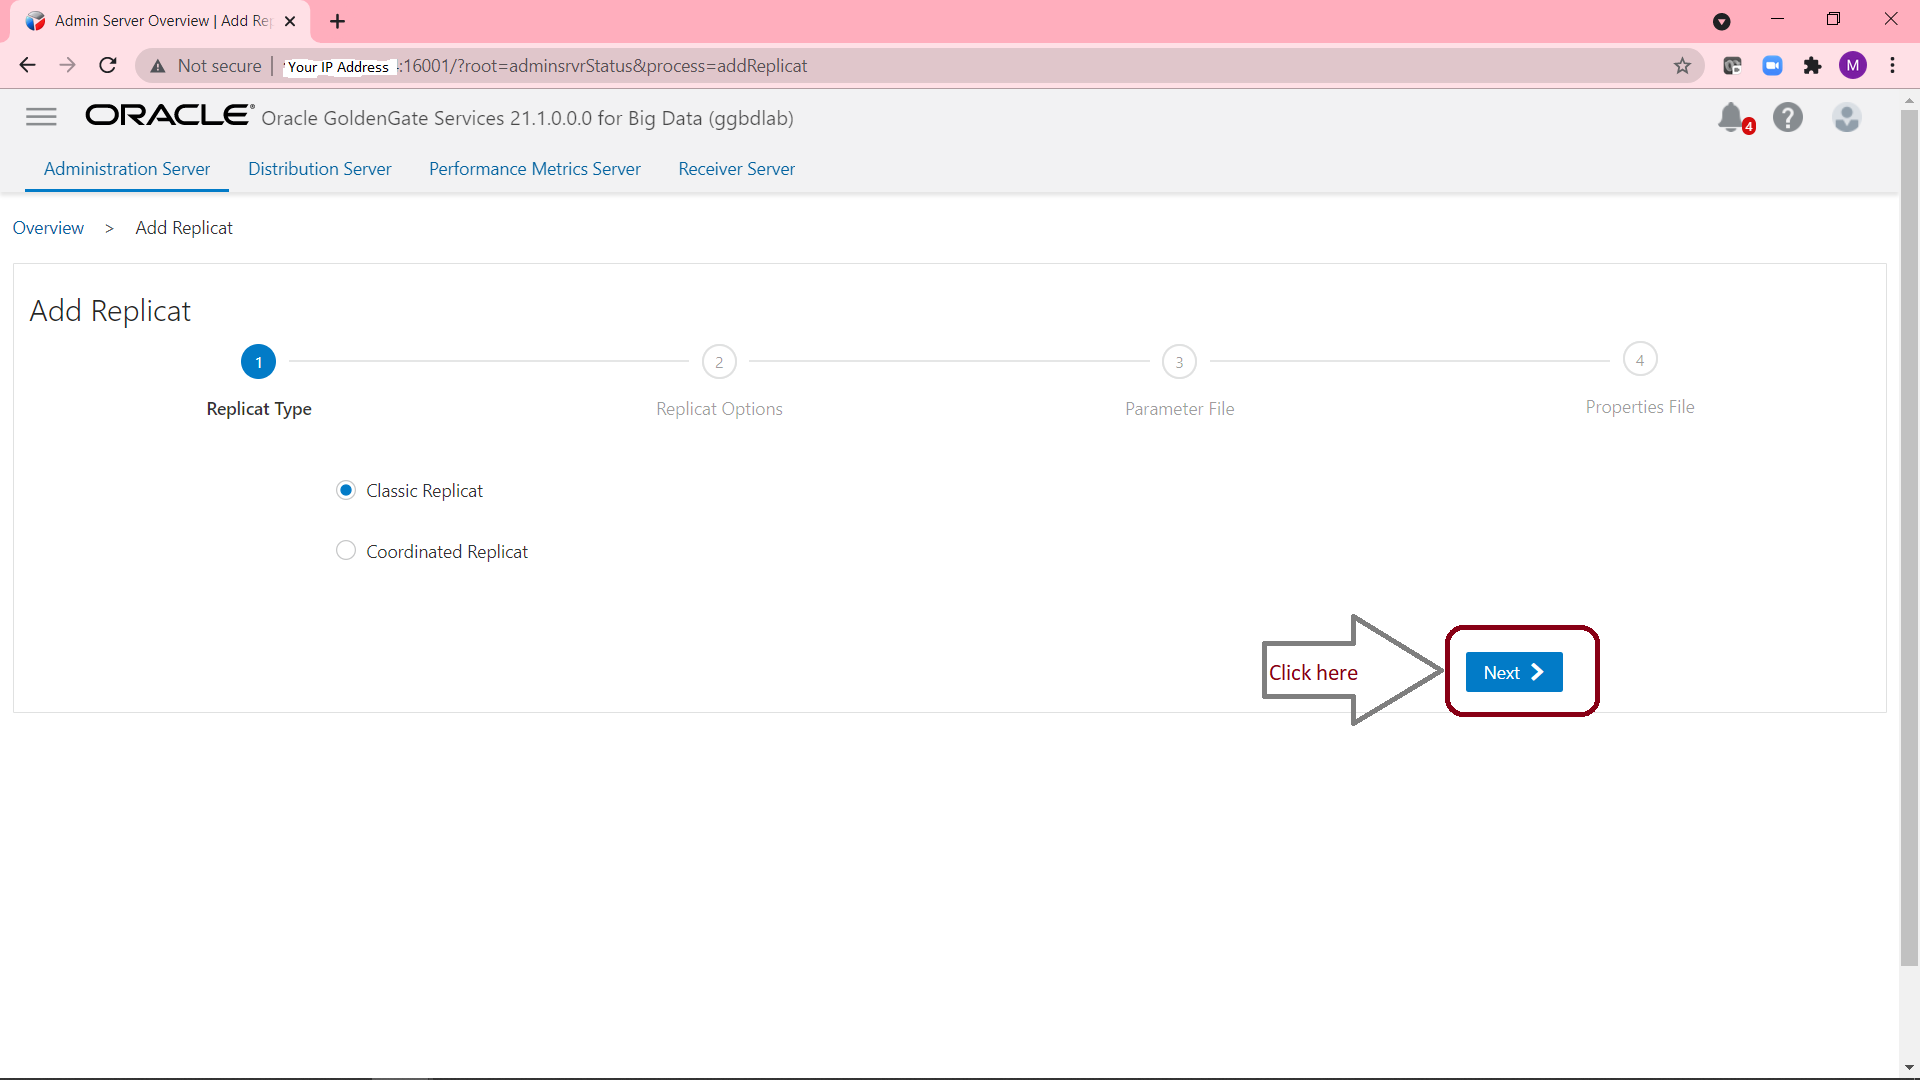 Admin Server Overview | Add Rep
Not secure | Your IP Address :16001/?root=adminsrvrStatus&process=addReplicat
M
ORACLE Oracle GoldenGate Services 21.1.0.0.0 for Big Data (ggbdlab)
4
?
Administration Server Distribution Server Performance Metrics Server Receiver Server
Overview > Add Replicat
Add Replicat
1 2 3 4
Replicat Type Replicat Options Parameter File Properties File
Classic Replicat
Coordinated Replicat
Click here Next